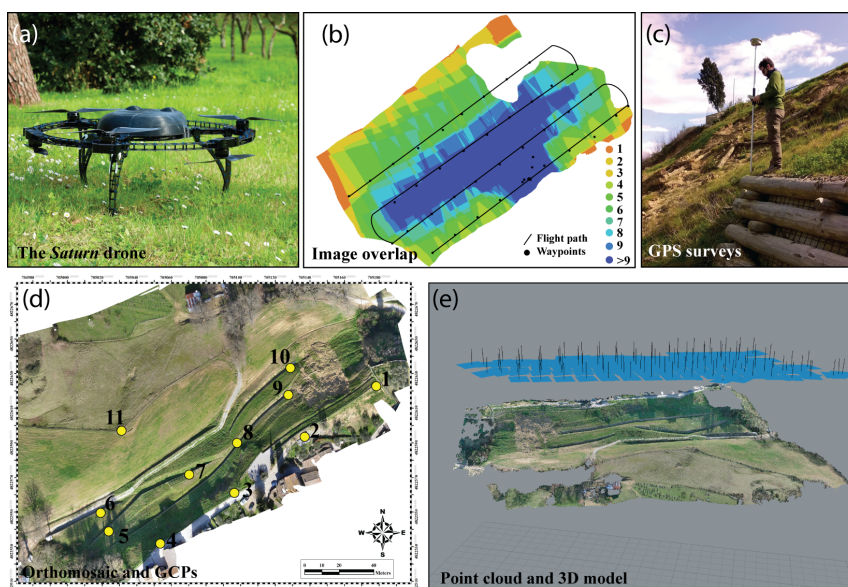 (a)
The Saturn drone
(b)
1
2
3
4
5
6
7
8
9
>9
Flight path
Waypoints
Image overlap
(c)
GPS surveys
(d)
10
1
9
11
8
2
7
3
6
5
4
N
W
E
S
0
10
20
40
Meters
Orthomosaic and GCPs
(e)
Point cloud and 3D model